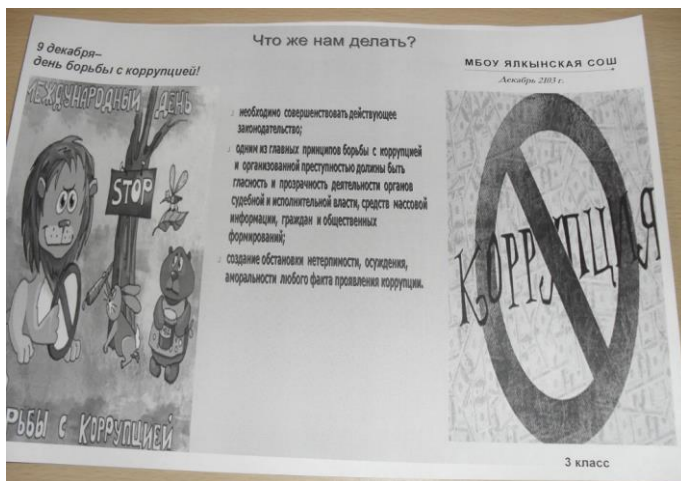 9 декабря–
день борьбы с коррупцией!
МЕЖДУНАРОДНЫЙ ДЕНЬ
STOP
РЬБЫ С КОРРУПЦИЕЙ
Что же нам делать?
необходимо совершенствовать действующее
законодательство;
одним из главных принципов борьбы с коррупцией
и организованной преступностью должны быть
гласность и прозрачность деятельности органов
судебной и исполнительной власти, средств массовой
информации, граждан и общественных
формирований;
создание обстановки нетерпимости, осуждения,
аморальности любого факта проявления коррупции.
МБОУ ЯЛКЫНСКАЯ СОШ
Декабрь 2103 г.
КОРРУПЦИЯ
3 класс